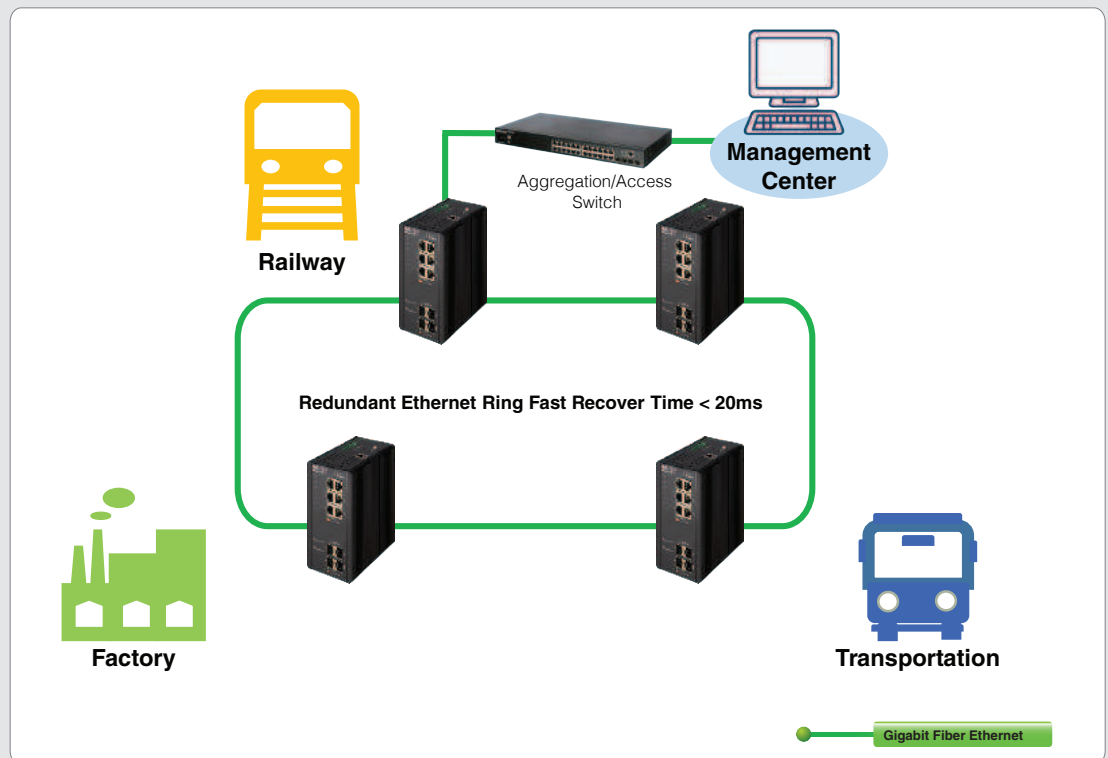 Management
Center
Aggregation/Access
Switch
Railway
Redundant Ethernet Ring Fast Recover Time < 20ms
Factory
Transportation
Gigabit Fiber Ethernet